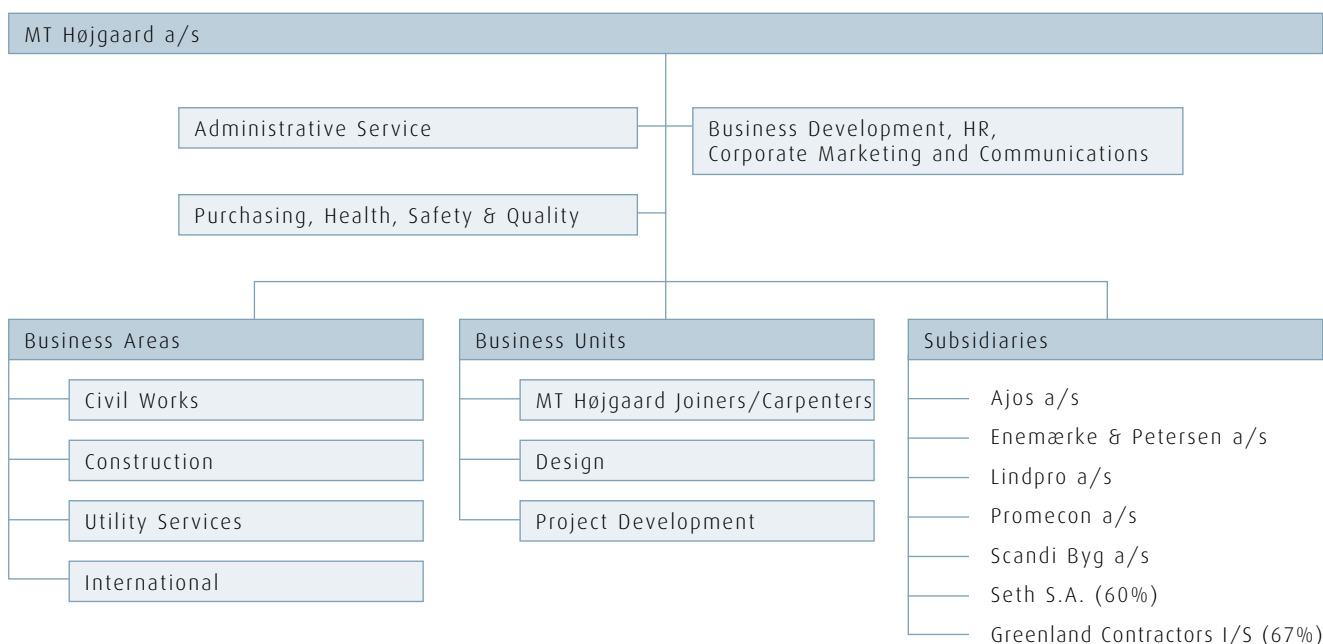 MT Højgaard a/s
Administrative Service
Business Development, HR,
Corporate Marketing and Communications
Purchasing, Health, Safety & Quality
Business Areas
Civil Works
Construction
Utility Services
International
Business Units
MT Højgaard Joiners/Carpenters
Design
Project Development
Subsidiaries
Ajos a/s
Enemærke & Petersen a/s
Lindpro a/s
Promecon a/s
Scandi Byg a/s
Seth S.A. (60%)
Greenland Contractors I/S (67%)